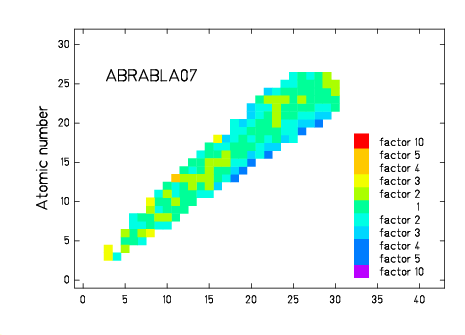 30
ABRABLA07
25
20
Atomic number
15
10
5
0
factor 10
factor 5
factor 4
factor 3
factor 2
1
factor 2
factor 3
factor 4
factor 5
factor 10
0 5 10 15 20 25 30 35 40